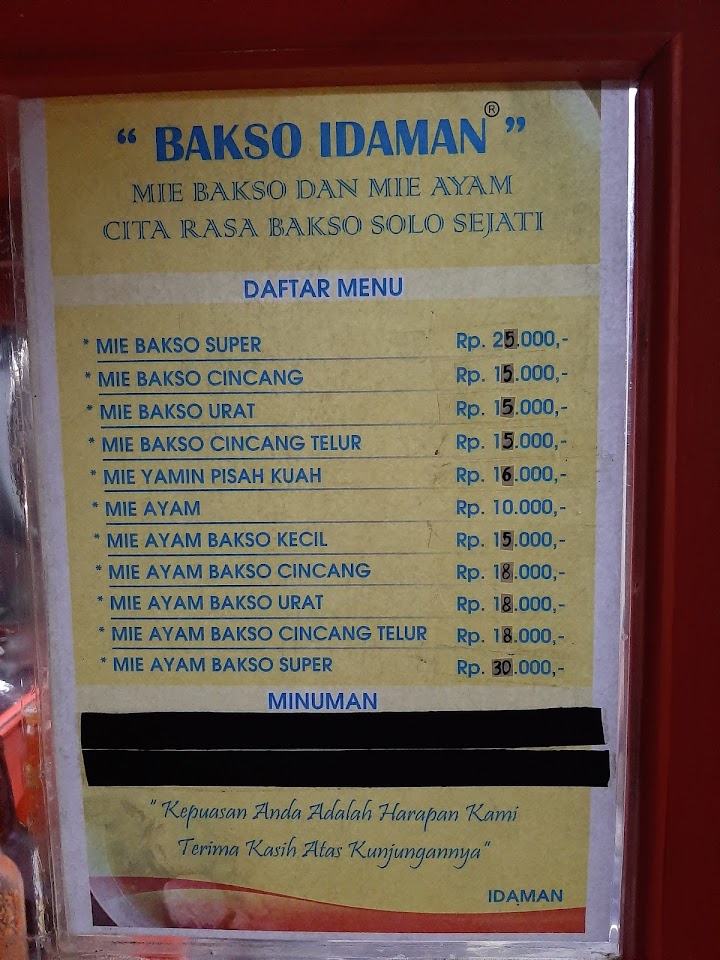 “ BAKSO IDAMAN ® ”
MIE BAKSO DAN MIE AYAM
CITA RASA BAKSO SOLO SEJATI
DAFTAR MENU
* MIE BAKSO SUPER Rp. 25.000,-
* MIE BAKSO CINCANG Rp. 15.000,-
* MIE BAKSO URAT Rp. 15.000,-
* MIE BAKSO CINCANG TELUR Rp. 15.000,-
* MIE YAMIN PISAH KUAH Rp. 16.000,-
* MIE AYAM Rp. 10.000,-
* MIE AYAM BAKSO KECIL Rp. 15.000,-
* MIE AYAM BAKSO CINCANG Rp. 18.000,-
* MIE AYAM BAKSO URAT Rp. 18.000,-
* MIE AYAM BAKSO CINCANG TELUR Rp. 18.000,-
* MIE AYAM BAKSO SUPER Rp. 30.000,-
MINUMAN
“Kepuasan Anda Adalah Harapan Kami
Terima Kasih Atas Kunjungannya“
IDAMAN